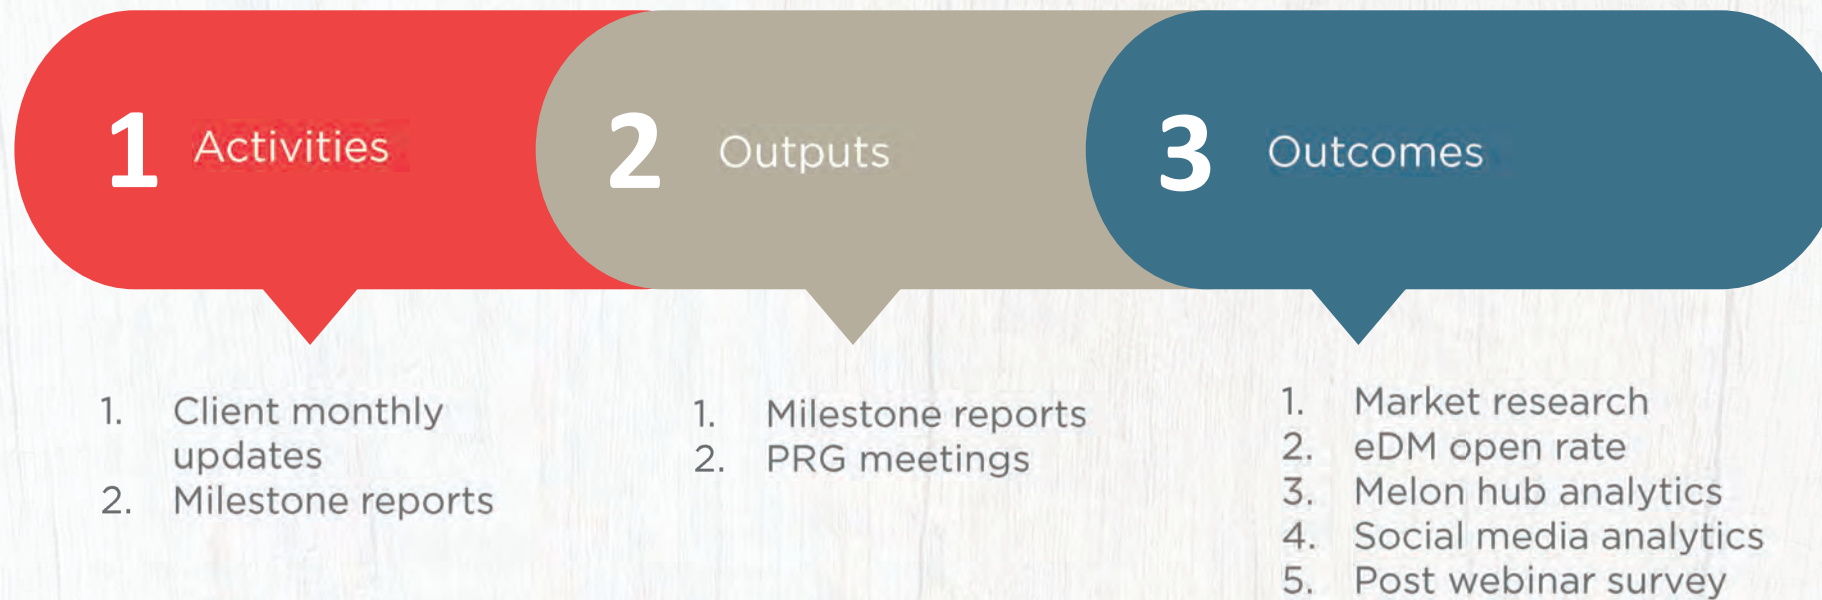 1 Activities
2 Outputs
3 Outcomes
1. Client monthly
updates
2. Milestone reports
1. Milestone reports
2. PRG meetings
1. Market research
2. eDM open rate
3. Melon hub analytics
4. Social media analytics
5. Post webinar survey